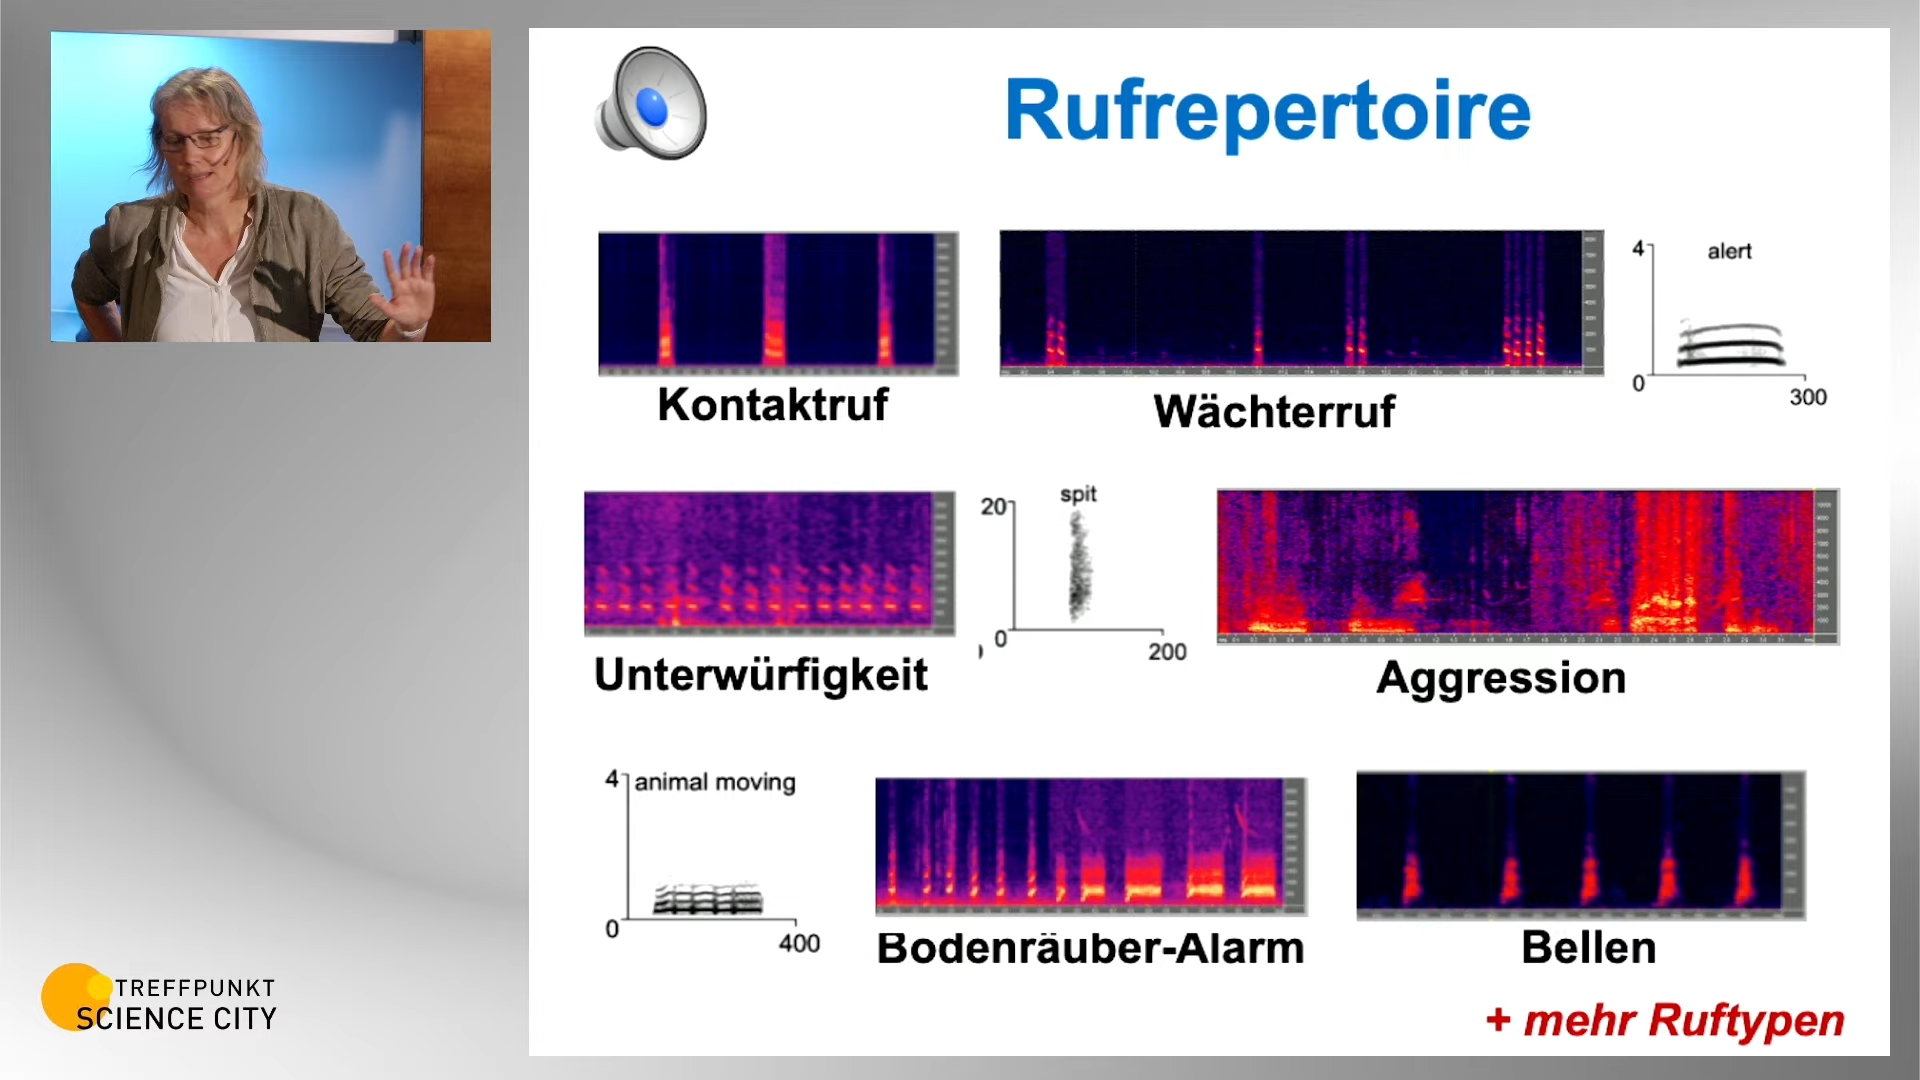 Rufrepertoire
4
alert
0
300
Kontaktruf
Wächterruf
20
spit
0
200
Unterwürfigkeit
Aggression
4
animal moving
0
400
Bodenräuber-Alarm
Bellen
+ mehr Ruftypen
TREFFPUNKT
SCIENCE CITY